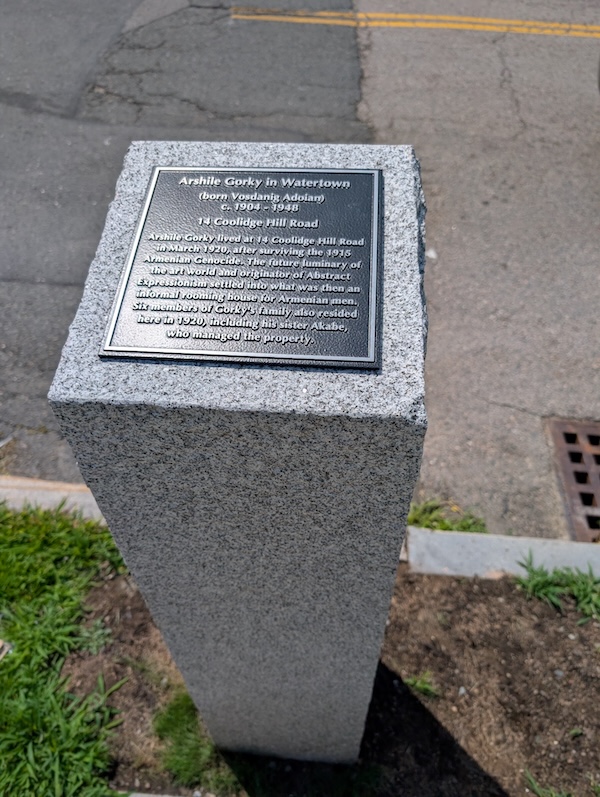 Arshile Gorky in Watertown
(born Vosdanig Adoian)
c. 1904 - 1948
14 Coolidge Hill Road
Arshile Gorky lived at 14 Coolidge Hill Road
in March 1920, after surviving the 1915
Armenian Genocide. The future luminary of
the art world and originator of Abstract
Expressionism settled into what was then an
informal rooming house for Armenian men.
Six members of Gorky's family also resided
here in 1920, including his sister Akabe,
who managed the property.